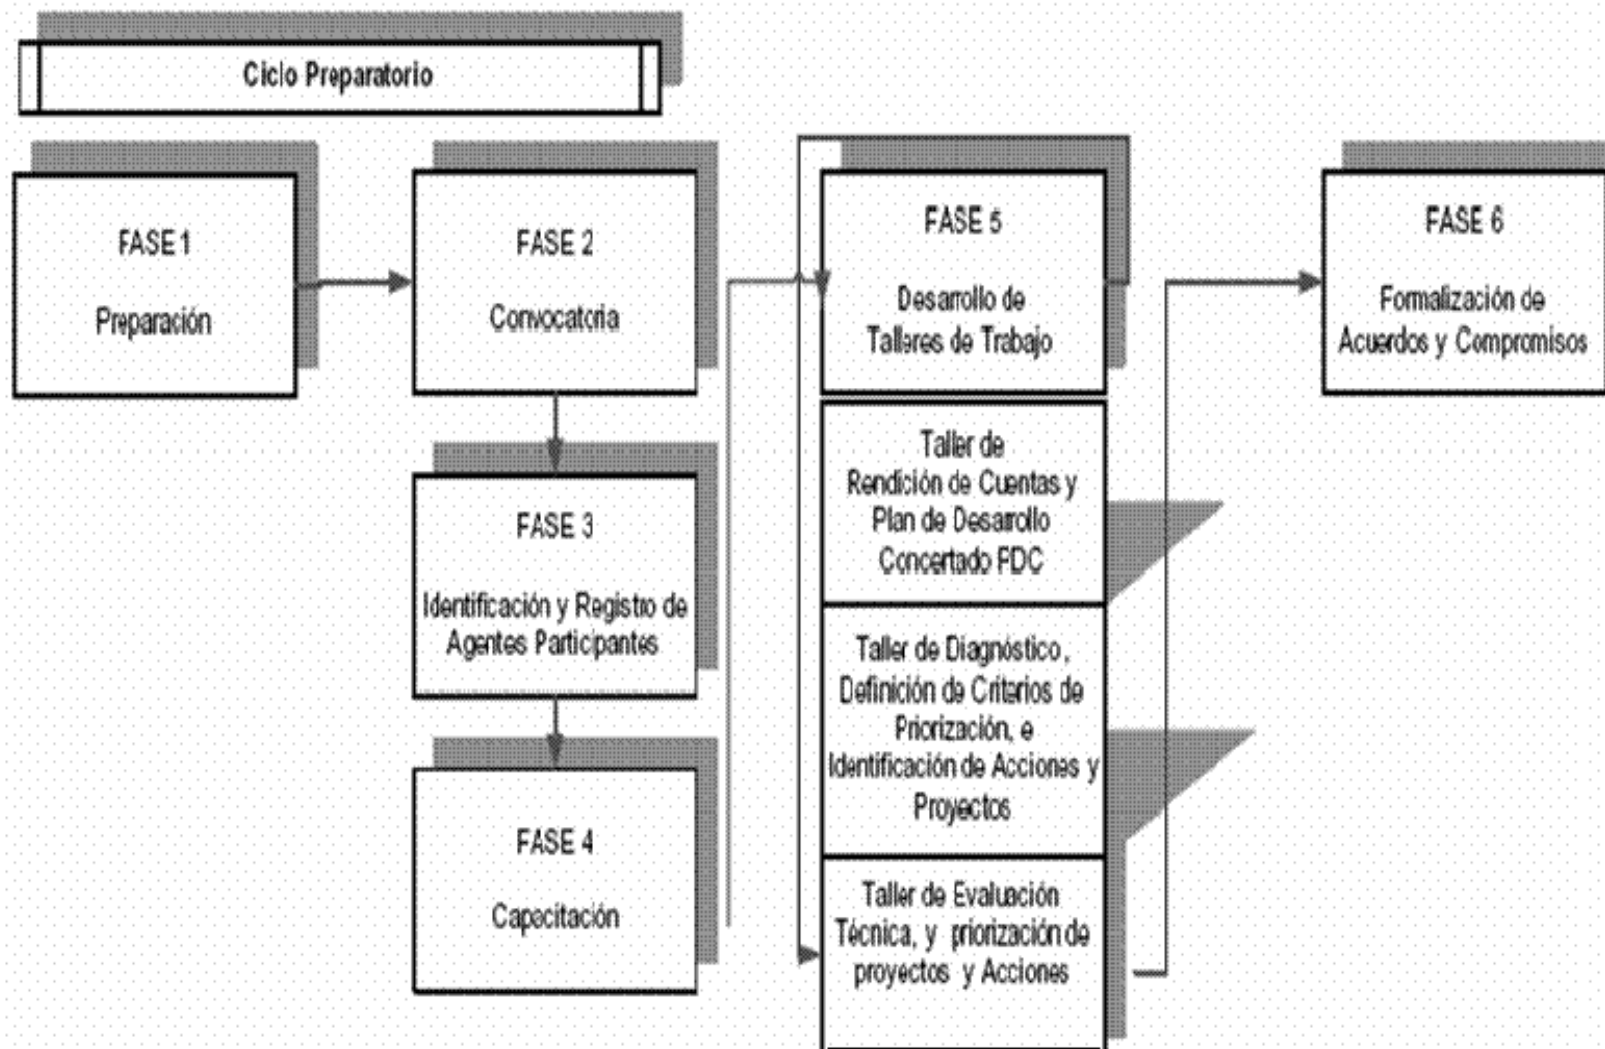 Ciclo Preparatorio
FASE 1
Preparación
FASE 2
Convocatoria
FASE 3
Identificación y Registro de
Agentes Participantes
FASE 4
Capacitación
FASE 5
Desarrollo de
Talleres de Trabajo
Taller de
Rendición de Cuentas y
Plan de Desarrollo
Concertado PDC
Taller de Diagnóstico,
Definición de Criterios de
Priorización, e
Identificación de Acciones y
Proyectos
Taller de Evaluación
Técnica, y priorización de
proyectos y Acciones
FASE 6
Formalización de
Acuerdos y Compromisos